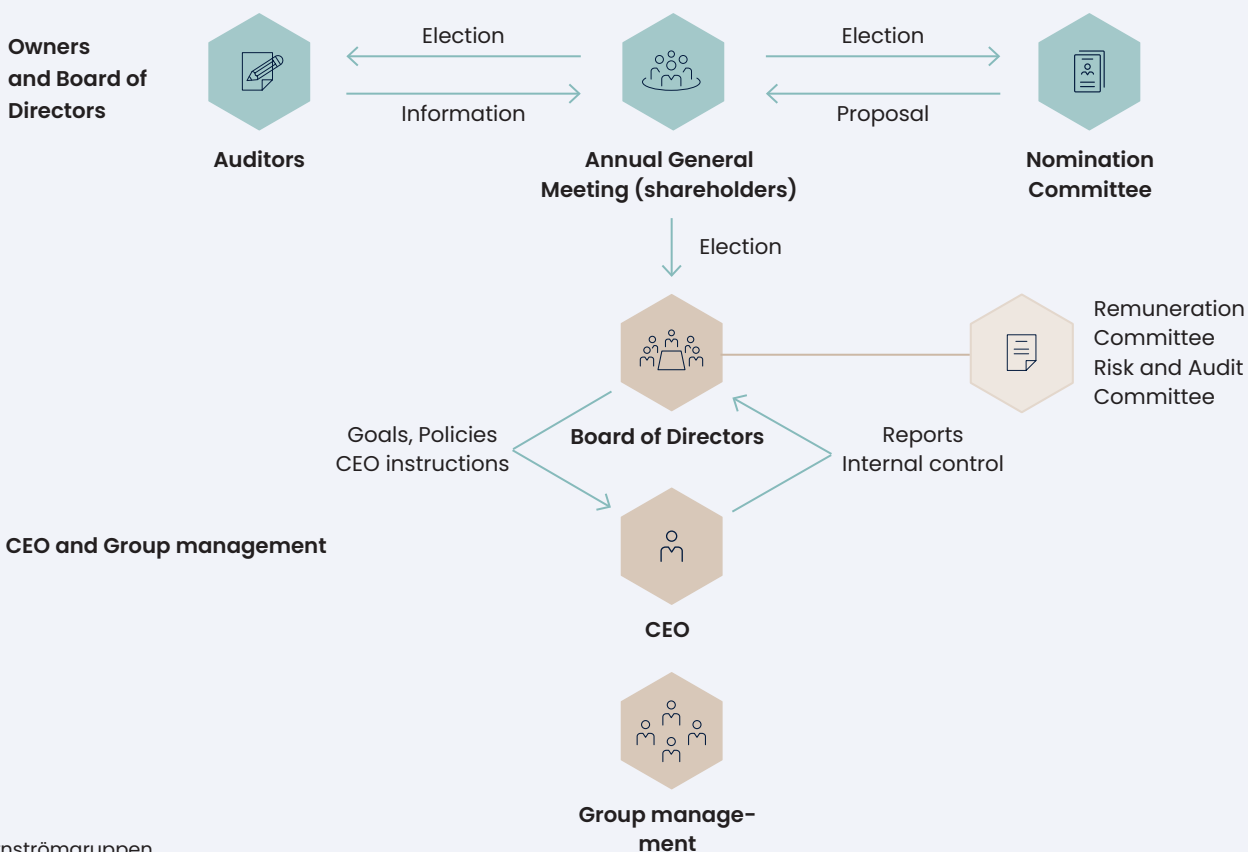 Owners
and Board of
Directors
Election
Information
Election
Proposal
Auditors
Annual General
Meeting (shareholders)
Nomination
Committee
Election
Remuneration
Committee
Risk and Audit
Committee
Goals, Policies
CEO instructions
Board of Directors
Reports
Internal control
CEO and Group management
CEO
Group manage-
ment